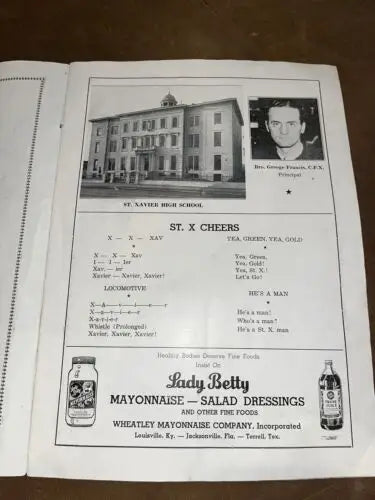 ST. XAVIER HIGH SCHOOL
Bro. George Francis, C.F.X.
Principal
ST. X CHEERS
X — X — XAV
X — X — Xav
I — I — Ier
Xav. — ier
Xavier — Xavier, Xavier!
LOCOMOTIVE
X—A—v—i—e—r
X—a—v—i—e—r
X-a-v-i-e-r
Whistle (Prolonged)
Xavier, Xavier, Xavier!
YEA, GREEN, YEA, GOLD
Yea, Green,
Yea, Gold!
Yea, St. X.!
Let's Go!
HE'S A MAN
He's a man!
Who's a man?
He's a St. X. man
Healthy Bodies Deserve Fine Foods
Insist On
Lady Betty
MAYONNAISE — SALAD DRESSINGS
AND OTHER FINE FOODS
WHEATLEY MAYONNAISE COMPANY, Incorporated
Louisville, Ky. — Jacksonville, Fla. — Terrell, Tex.